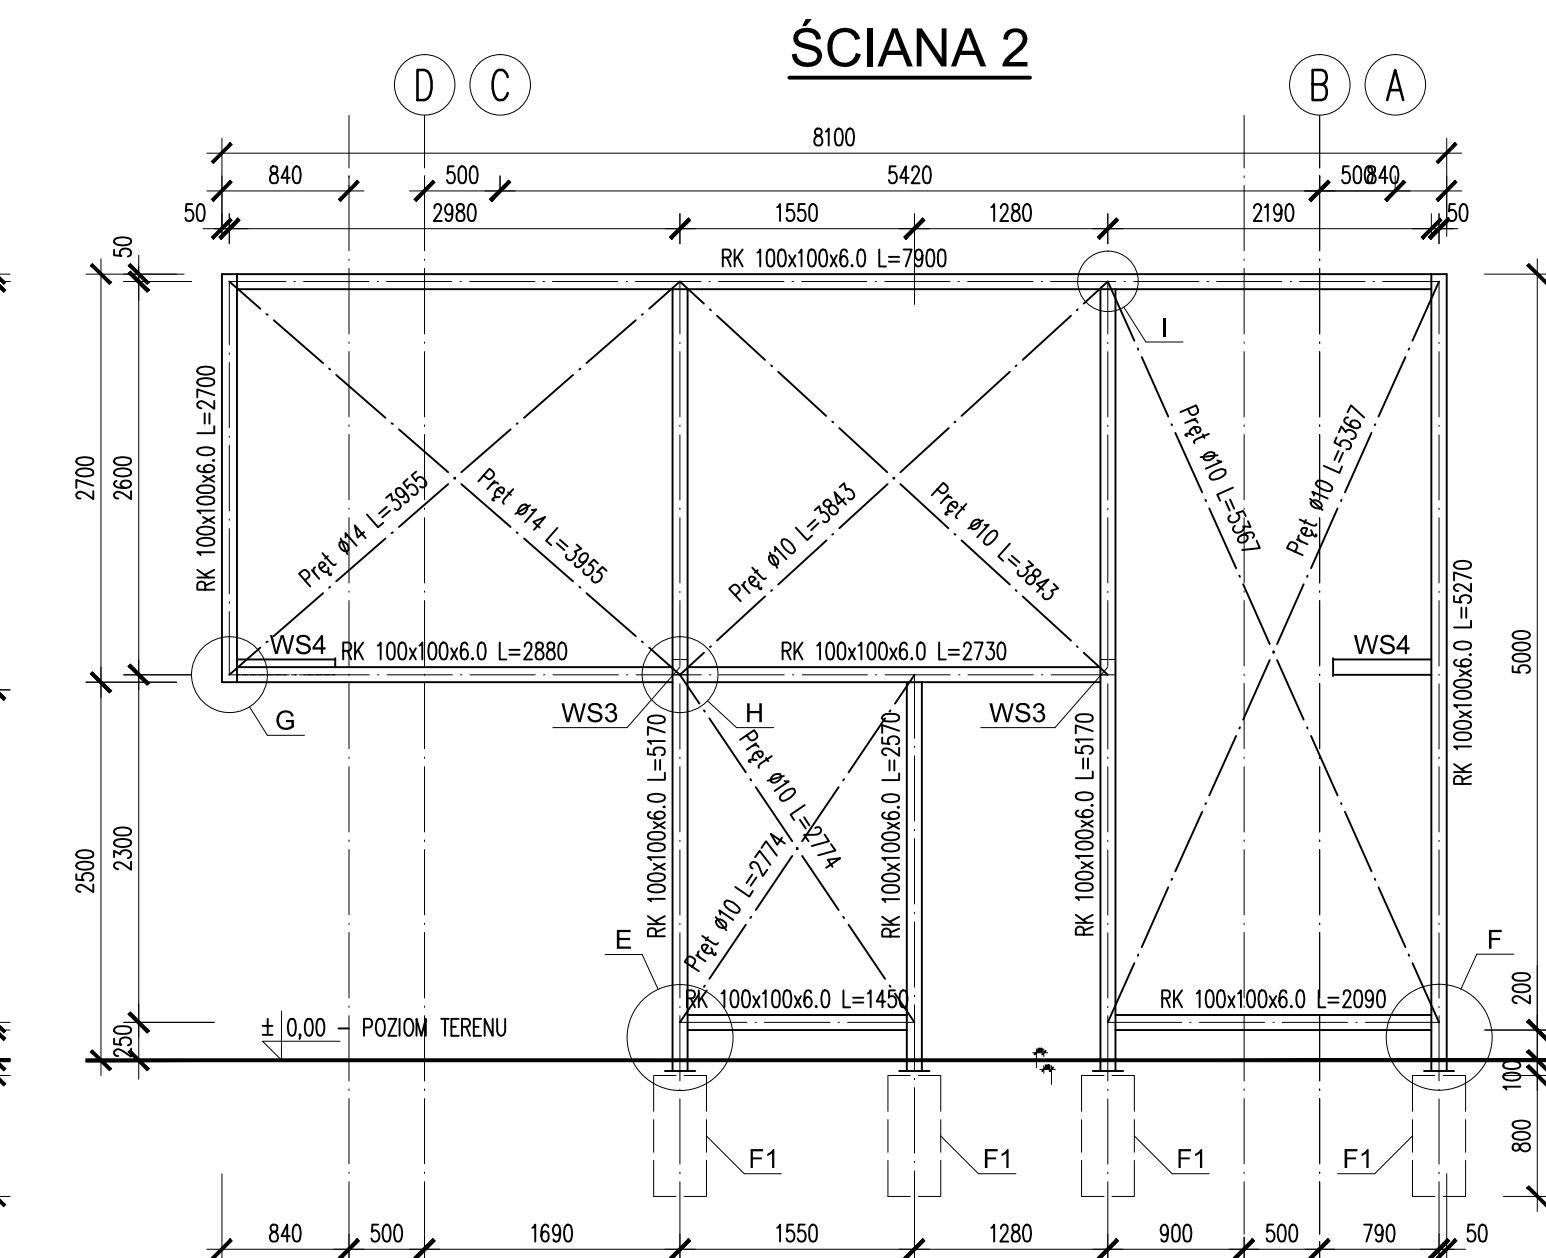 ŚCIANA 2
D C B A
8100
840 500 5420 500 840
50 2980 1550 1280 2190 50
50
RK 100x100x6.0 L=7900
I
RK 100x100x6.0 L=2700
2700
2600
Pręt ø14 L=3955
Pręt ø14 L=3955
Pręt ø10 L=3843
Pręt ø10 L=3843
Pręt ø10 L=5367
Pręt ø10 L=5367
RK 100x100x6.0 L=5270
5000
WS4
RK 100x100x6.0 L=2880
RK 100x100x6.0 L=2730
WS4
G
WS3
H
WS3
RK 100x100x6.0 L=5170
Pręt ø10 L=2774
Pręt ø10 L=2774
RK 100x100x6.0 L=2570
RK 100x100x6.0 L=5170
2500
2300
E
F
RK 100x100x6.0 L=1450
RK 100x100x6.0 L=2090
200
250
± 0,00 - POZIOM TERENU
100
800
F1 F1 F1 F1
840 500 1690 1550 1280 900 500 790 50